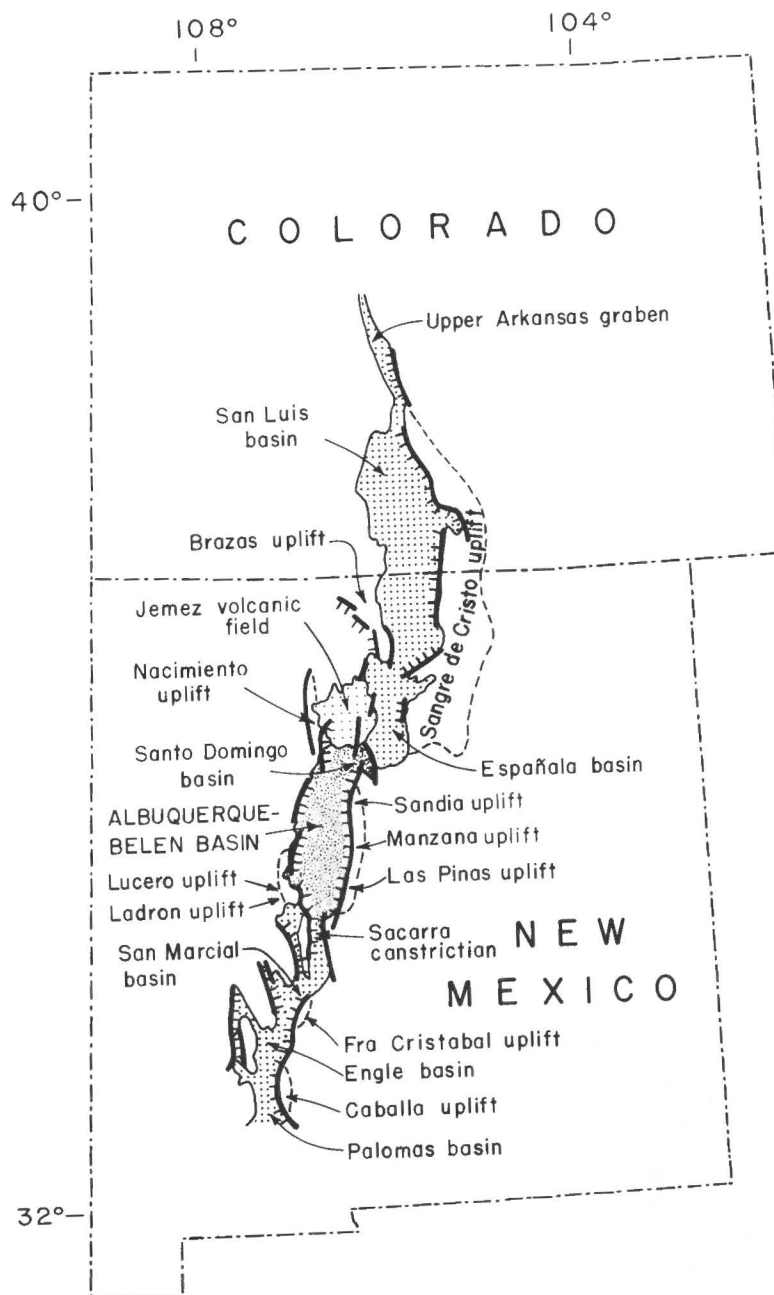 108°
104°
40°
COLORADO
Upper Arkansas graben
San Luis
basin
Brazas uplift
Sangre de Cristo uplift
Jemez volcanic
field
Nacimiento
uplift
Santo Domingo
basin
Españala basin
ALBUQUERQUE-
BELEN BASIN
Sandia uplift
Manzana uplift
Las Pinas uplift
Lucero uplift
Ladron uplift
Sacarra
canstrictian
NEW
MEXICO
San Marcial
basin
Fra Cristabal uplift
Engle basin
Caballa uplift
Palomas basin
32°